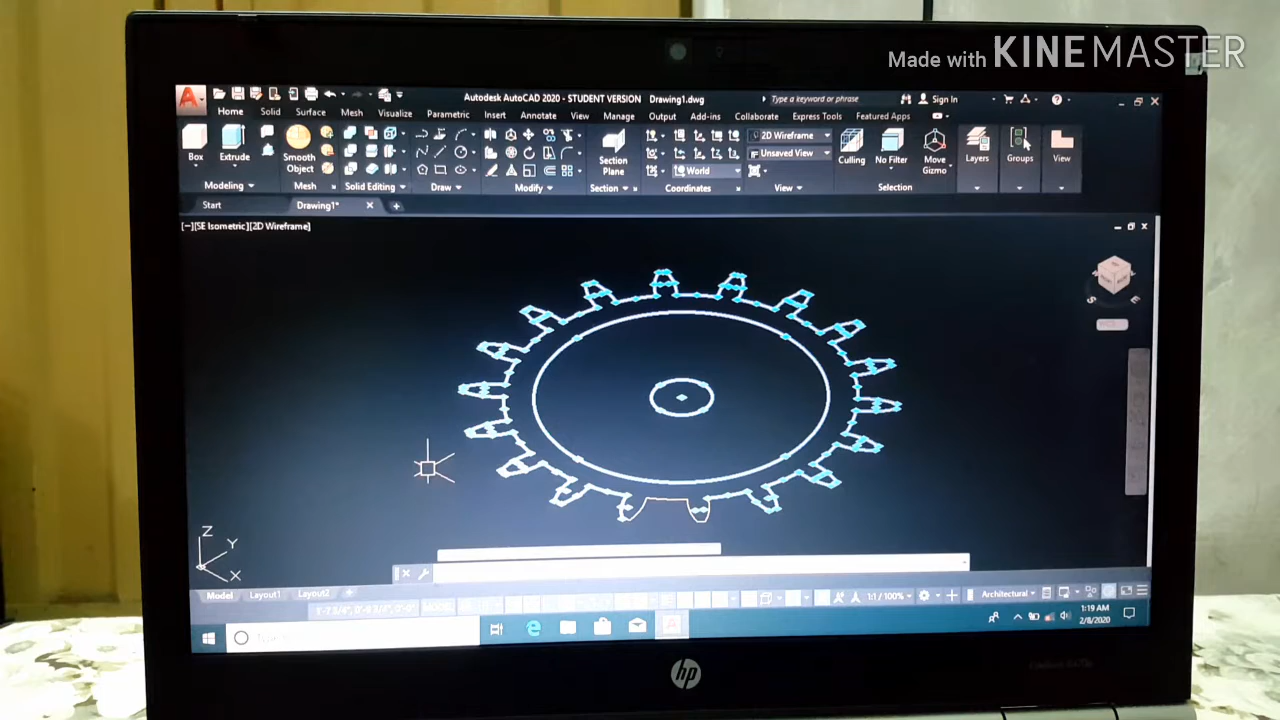 Made with KINEMASTER
Autodesk AutoCAD 2020 - STUDENT VERSION Drawing1.dwg
Type a keyword or phrase
Sign In
Home Solid Surface Mesh Visualize Parametric Insert Annotate View Manage Output Add-ins Collaborate Express Tools Featured Apps
2D Wireframe
Unsaved View
World
Box Extrude Smooth Object Section Plane Culling No Filter Move Gizmo Layers Groups View
Modeling Mesh Solid Editing Draw Modify Section Coordinates View Selection
Start Drawing1*
[−][SE Isometric][2D Wireframe]
S E
Z
Y
X
Model Layout1 Layout2
MODEL 1:1 / 100% Architectural
1:19 AM
2/8/2020
hp